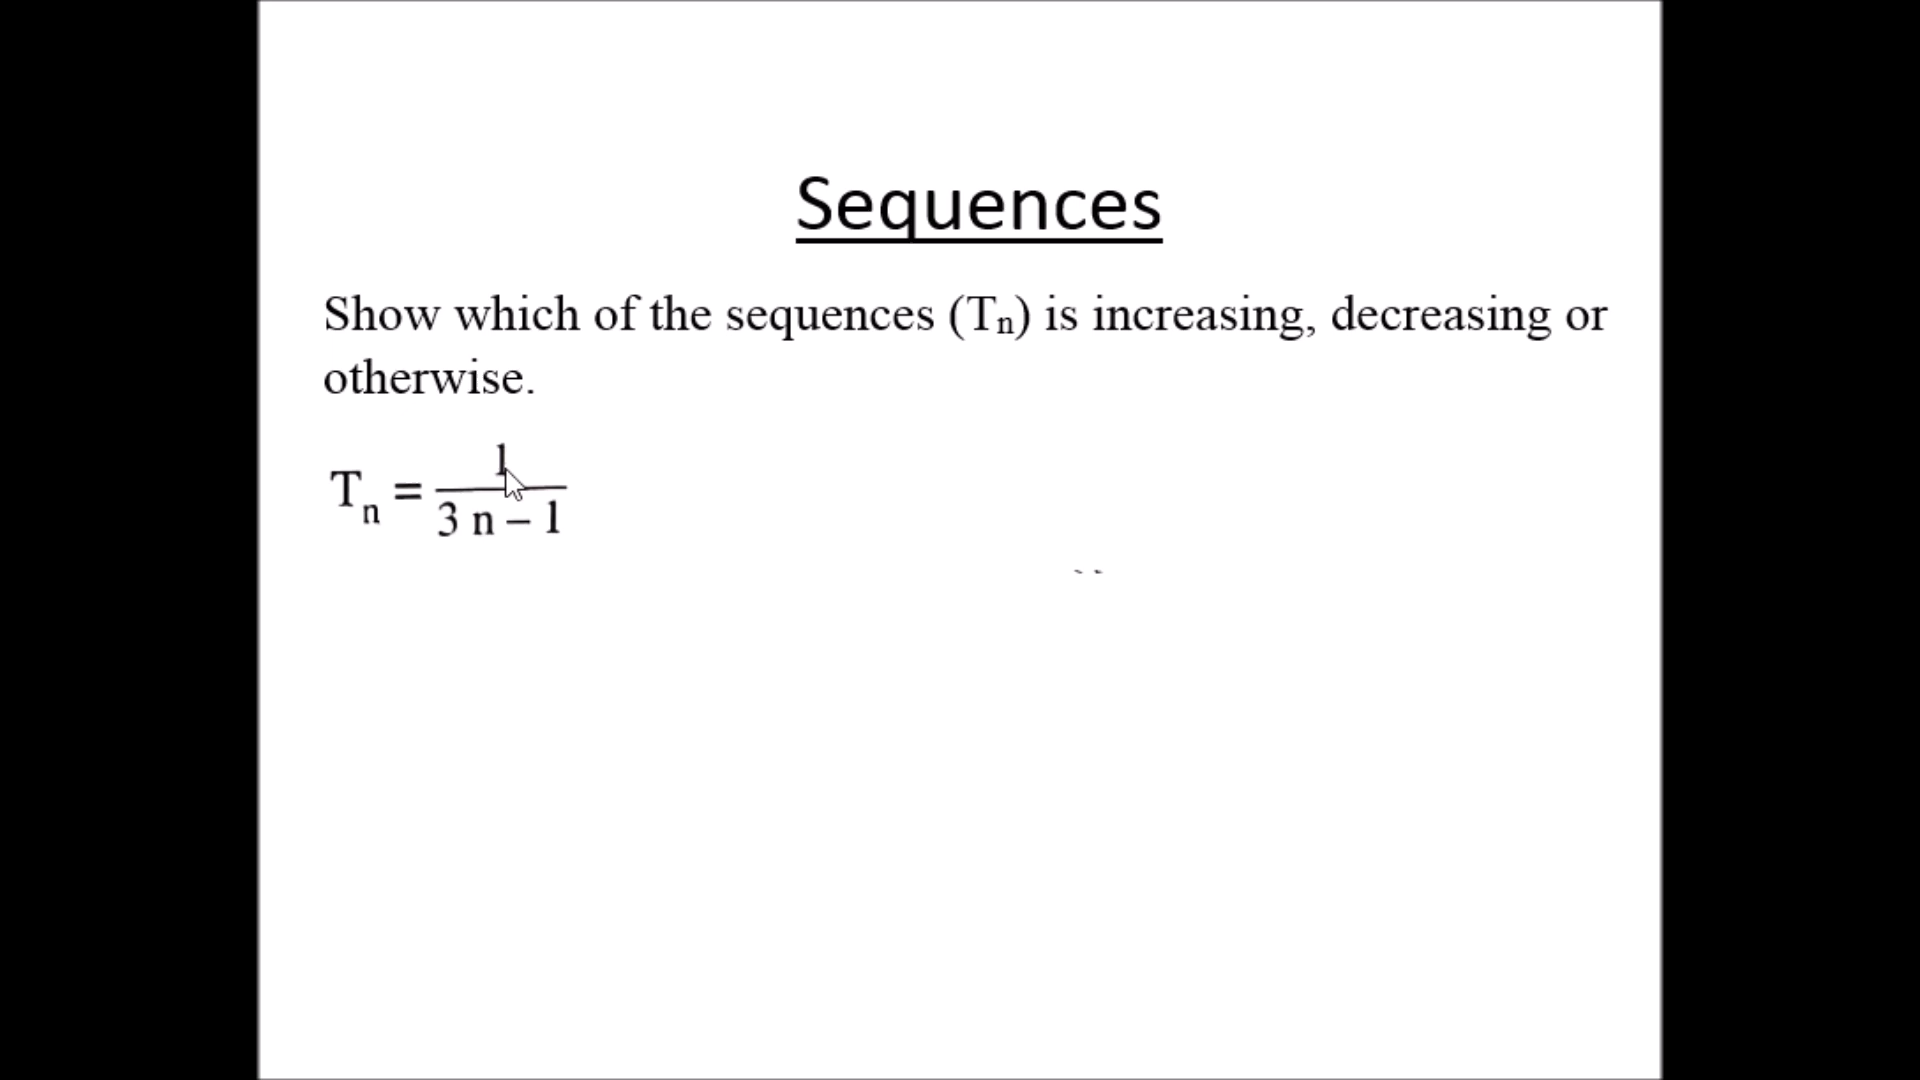 Sequences
Show which of the sequences (Tₙ) is increasing, decreasing or
otherwise.
Tₙ = 1 / (3 n – 1)